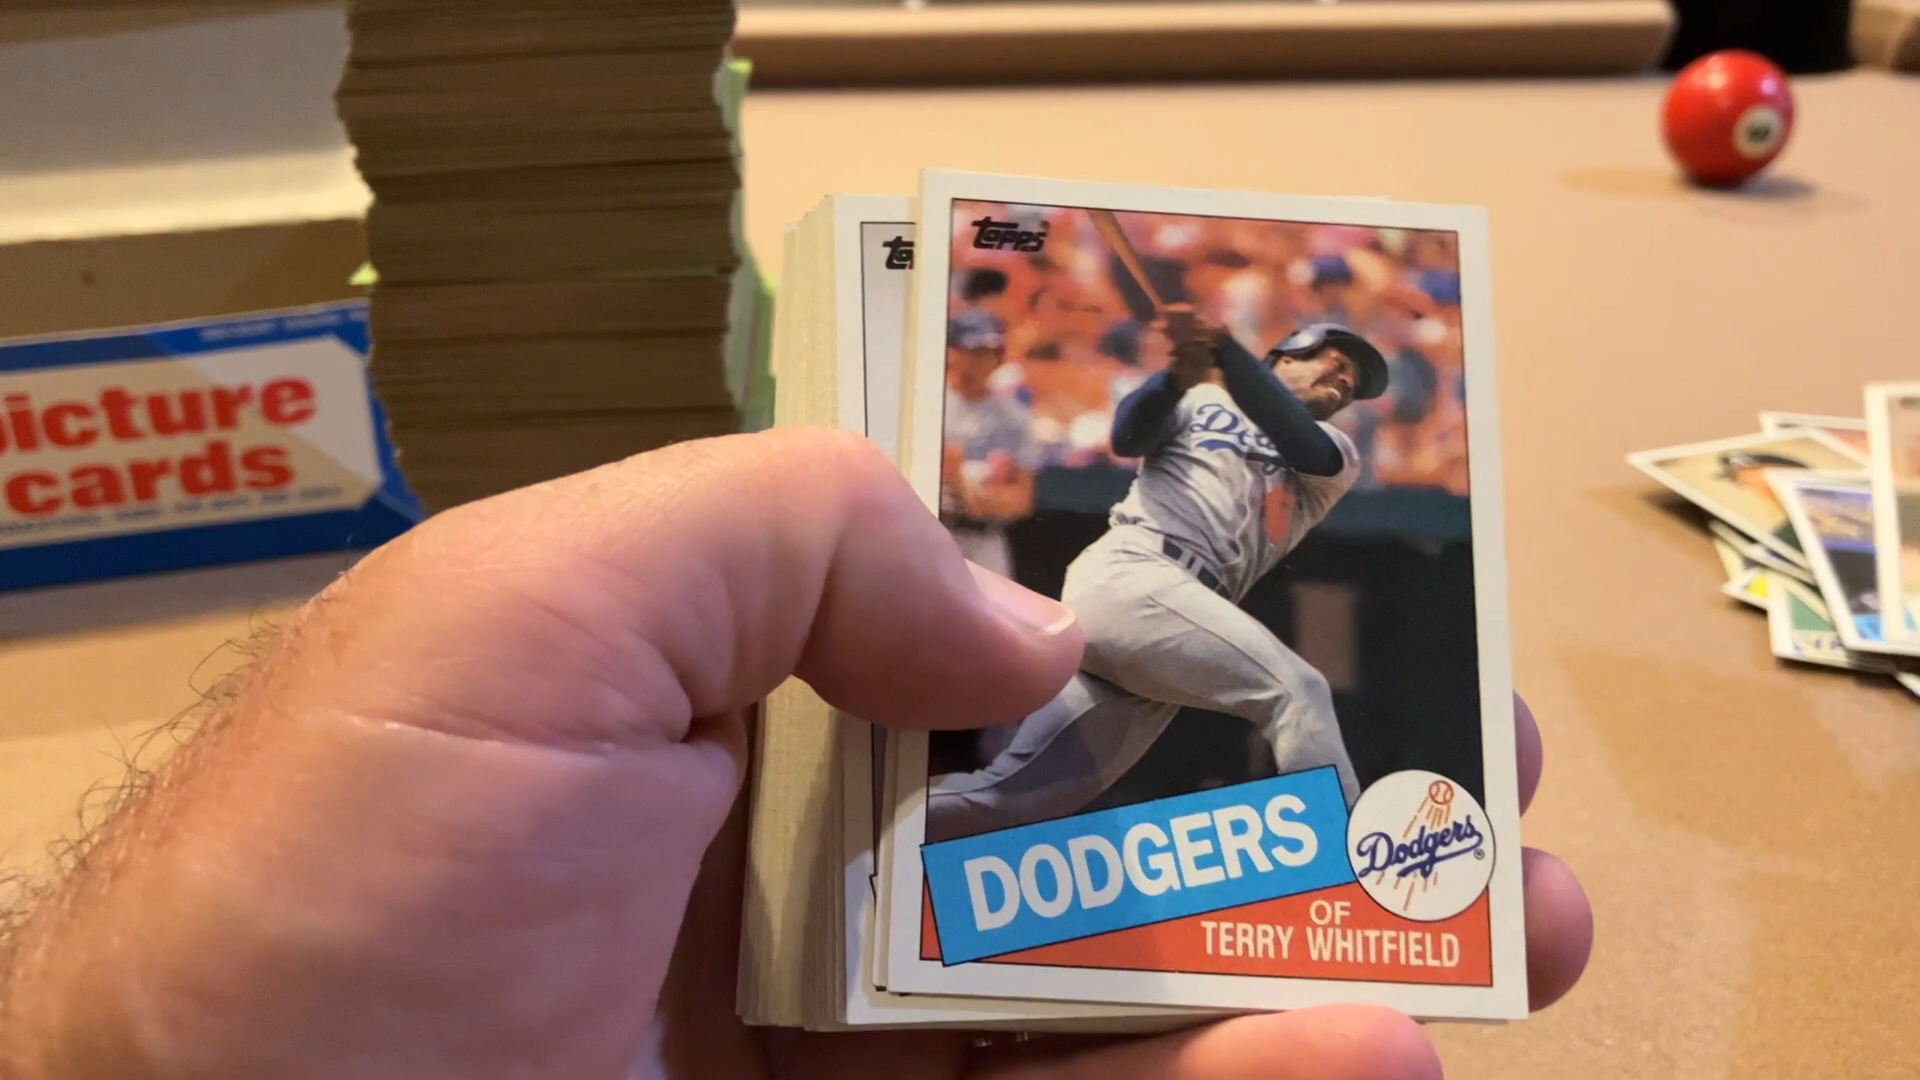 picture
cards
Topps
DODGERS
Dodgers
OF
TERRY WHITFIELD